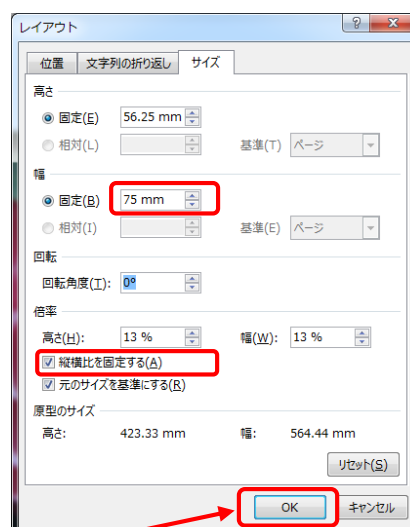 レイアウト
位置 文字列の折り返し サイズ
高さ
固定(E) 56.25 mm
相対(L) 基準(T) ページ
幅
固定(B) 75 mm
相対(I) 基準(E) ページ
回転
回転角度(T): 0°
倍率
高さ(H): 13 % 幅(W): 13 %
縦横比を固定する(A)
元のサイズを基準にする(R)
原型のサイズ
高さ: 423.33 mm 幅: 564.44 mm
リセット(S)
OK キャンセル